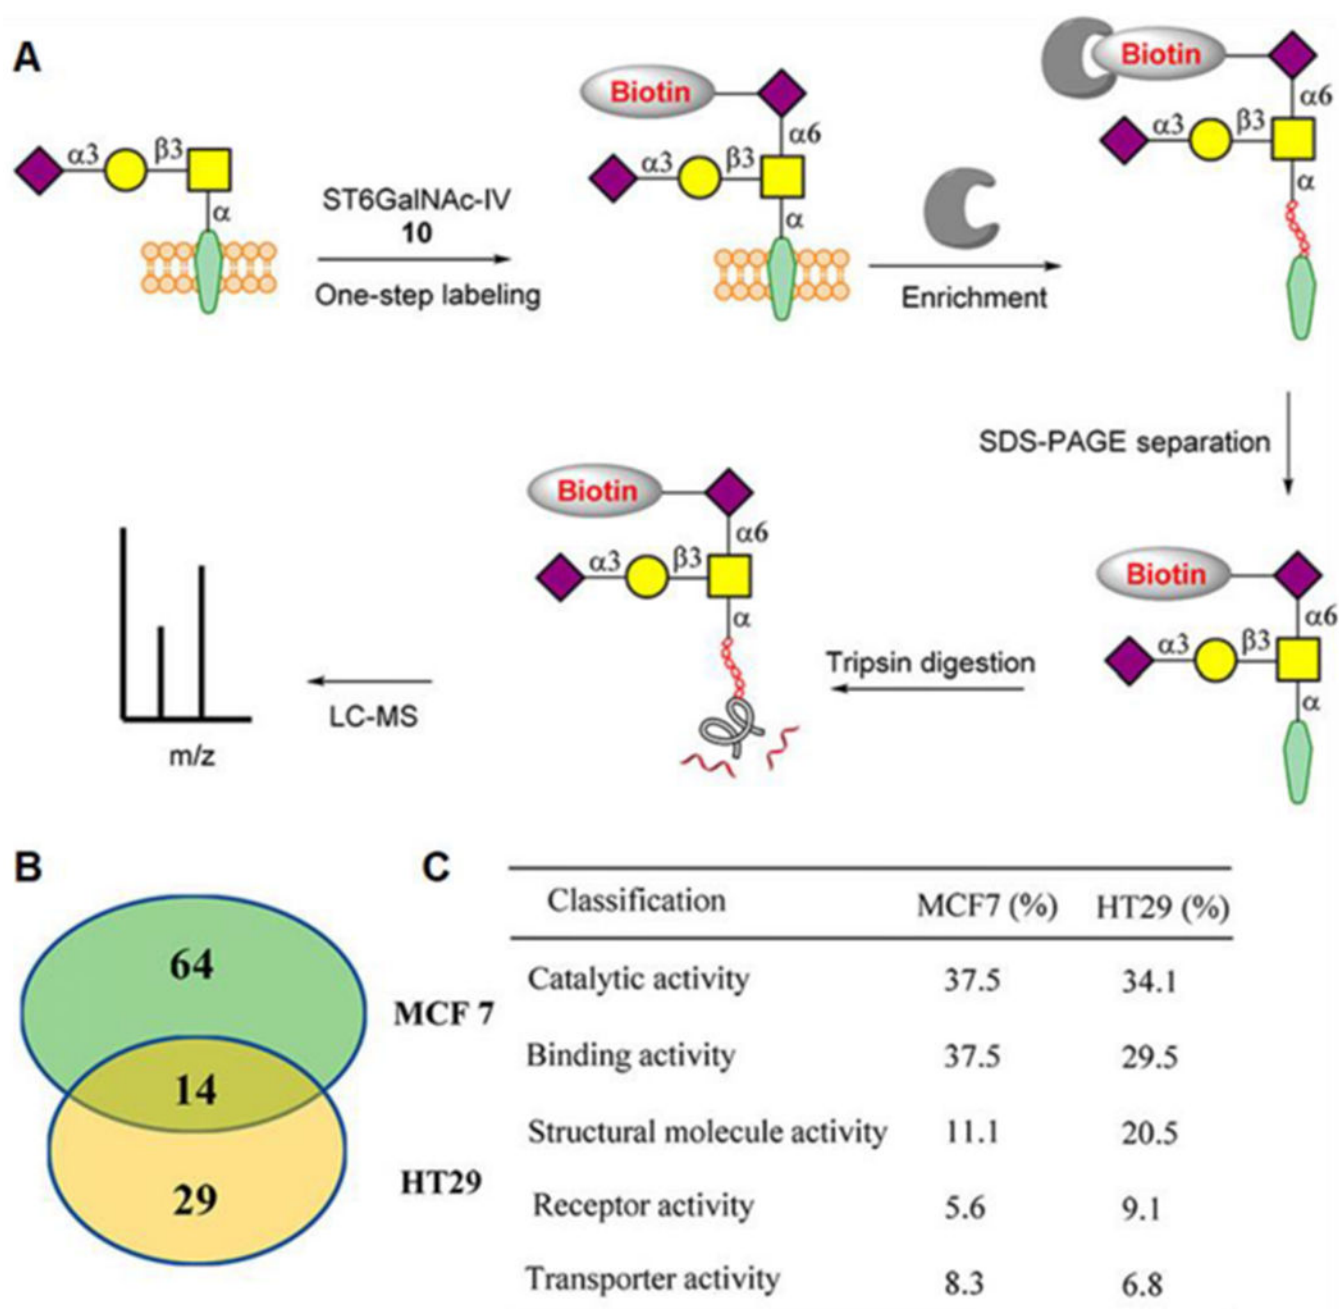 A
α3 β3
α
ST6GalNAc-IV
10
One-step labeling
Biotin
α6
α3 β3
α
Enrichment
Biotin
α6
α3 β3
α
SDS-PAGE separation
Biotin
α6
α3 β3
α
Tripsin digestion
Biotin
α6
α3 β3
α
LC-MS
m/z
B
64
14
29
MCF 7
HT29
C
Classification MCF7 (%) HT29 (%)
Catalytic activity 37.5 34.1
Binding activity 37.5 29.5
Structural molecule activity 11.1 20.5
Receptor activity 5.6 9.1
Transporter activity 8.3 6.8